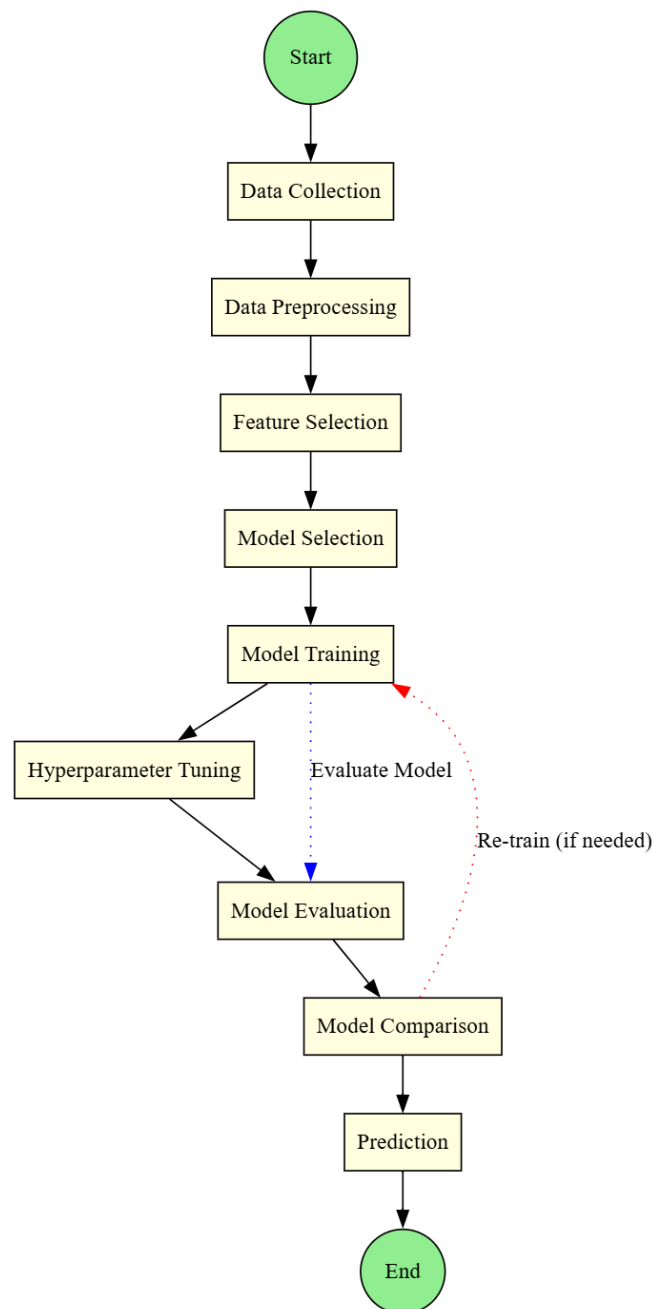 Start
Data Collection
Data Preprocessing
Feature Selection
Model Selection
Model Training
Hyperparameter Tuning
Evaluate Model
Re-train (if needed)
Model Evaluation
Model Comparison
Prediction
End